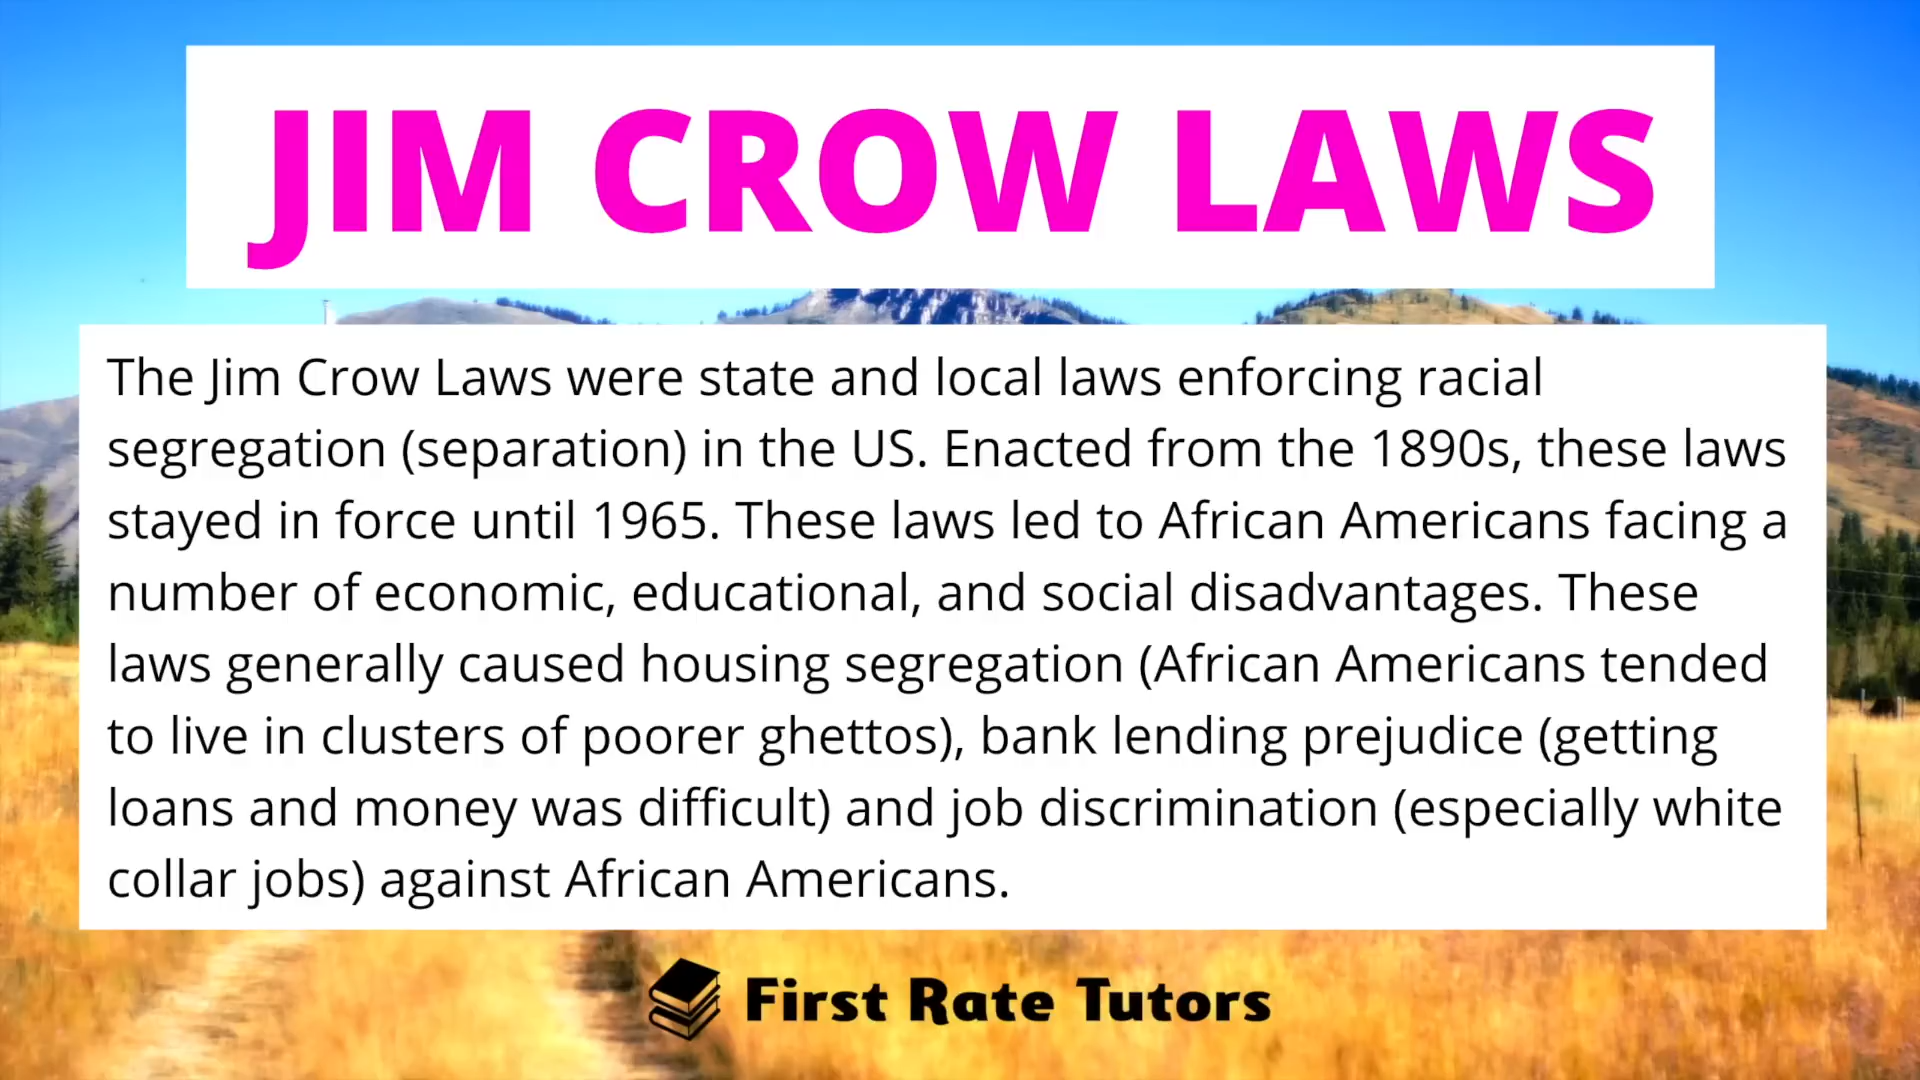 JIM CROW LAWS
The Jim Crow Laws were state and local laws enforcing racial
segregation (separation) in the US. Enacted from the 1890s, these laws
stayed in force until 1965. These laws led to African Americans facing a
number of economic, educational, and social disadvantages. These
laws generally caused housing segregation (African Americans tended
to live in clusters of poorer ghettos), bank lending prejudice (getting
loans and money was difficult) and job discrimination (especially white
collar jobs) against African Americans.
First Rate Tutors